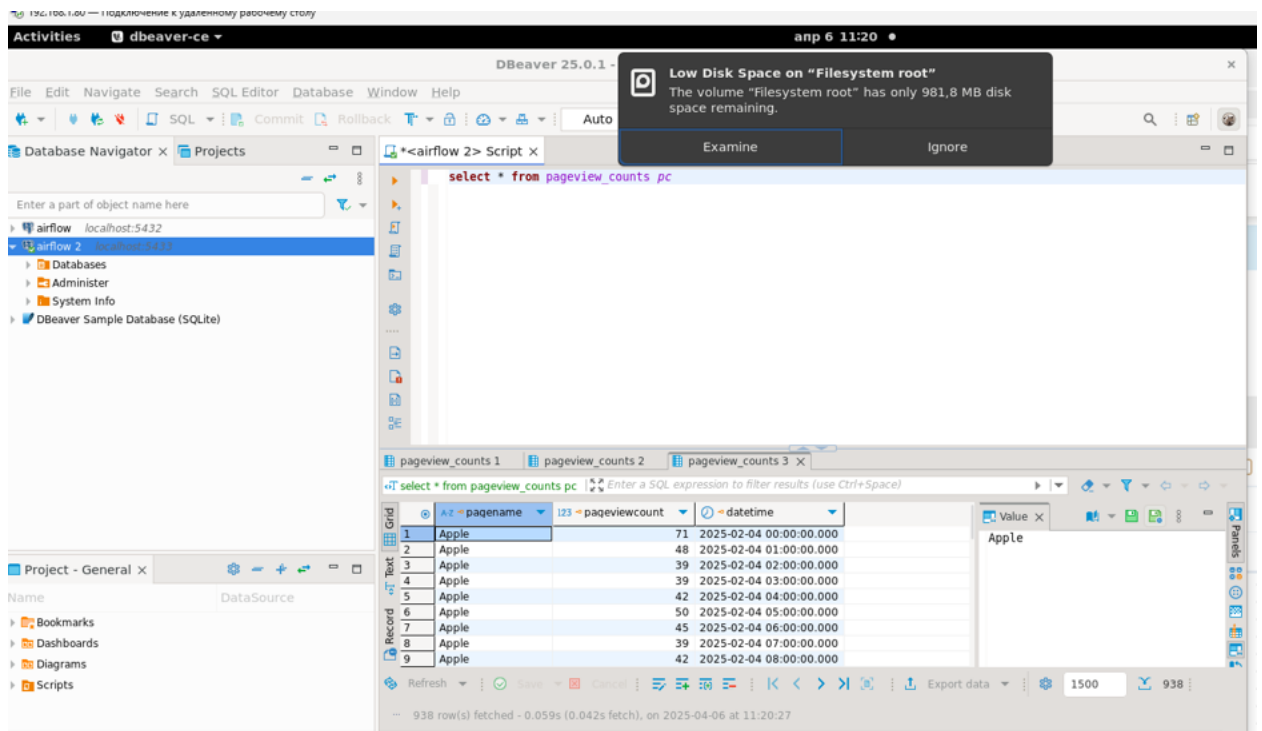 192.168.1.80 — Подключение к удаленному рабочему столу
Activities dbeaver-ce апр 6 11:20
DBeaver 25.0.1 -
Low Disk Space on “Filesystem root”
The volume “Filesystem root” has only 981,8 MB disk
space remaining.
Examine Ignore
File Edit Navigate Search SQL Editor Database Window Help
SQL Commit Rollback Auto
Database Navigator Projects
*<airflow 2> Script
Enter a part of object name here
airflow localhost:5432
airflow 2 localhost:5433
Databases
Administer
System Info
DBeaver Sample Database (SQLite)
select * from pageview_counts pc
pageview_counts 1 pageview_counts 2 pageview_counts 3
select * from pageview_counts pc Enter a SQL expression to filter results (use Ctrl+Space)
Grid
Text
Record
A-Z pagename 123 pageviewcount datetime
1 Apple 71 2025-02-04 00:00:00.000
2 Apple 48 2025-02-04 01:00:00.000
3 Apple 39 2025-02-04 02:00:00.000
4 Apple 39 2025-02-04 03:00:00.000
5 Apple 42 2025-02-04 04:00:00.000
6 Apple 50 2025-02-04 05:00:00.000
7 Apple 45 2025-02-04 06:00:00.000
8 Apple 39 2025-02-04 07:00:00.000
9 Apple 42 2025-02-04 08:00:00.000
Value
Apple
Panels
Project - General
Name DataSource
Bookmarks
Dashboards
Diagrams
Scripts
Refresh Save Cancel Export data 1500 938
938 row(s) fetched - 0.059s (0.042s fetch), on 2025-04-06 at 11:20:27